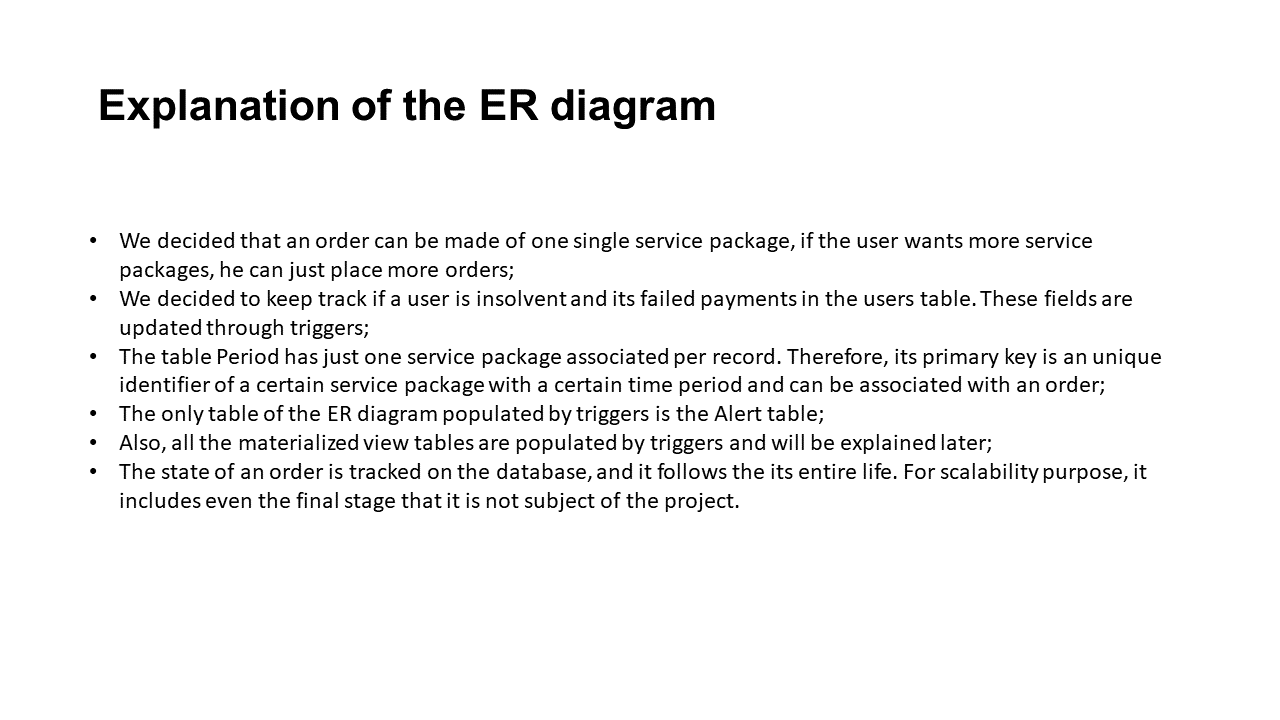 Explanation of the ER diagram
• We decided that an order can be made of one single service package, if the user wants more service
packages, he can just place more orders;
• We decided to keep track if a user is insolvent and its failed payments in the users table. These fields are
updated through triggers;
• The table Period has just one service package associated per record. Therefore, its primary key is an unique
identifier of a certain service package with a certain time period and can be associated with an order;
• The only table of the ER diagram populated by triggers is the Alert table;
• Also, all the materialized view tables are populated by triggers and will be explained later;
• The state of an order is tracked on the database, and it follows the its entire life. For scalability purpose, it
includes even the final stage that it is not subject of the project.